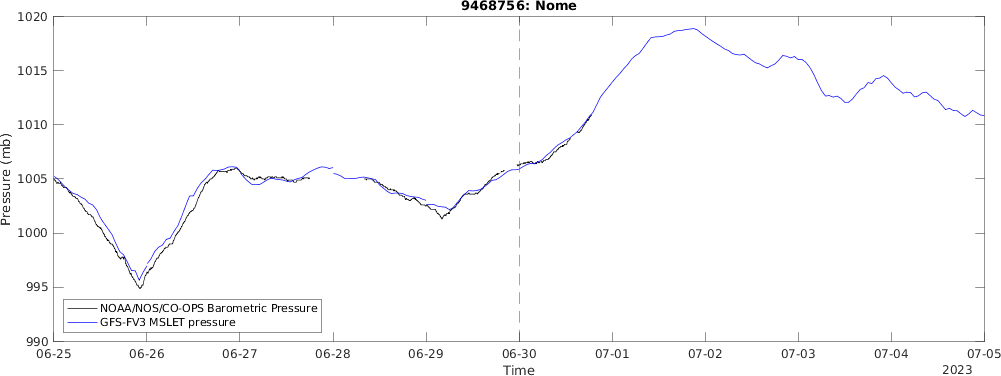 9468756: Nome
1020
1015
1010
1005
1000
995
990
Pressure (mb)
NOAA/NOS/CO-OPS Barometric Pressure
GFS-FV3 MSLET pressure
06-25 06-26 06-27 06-28 06-29 06-30 07-01 07-02 07-03 07-04 07-05
Time
2023